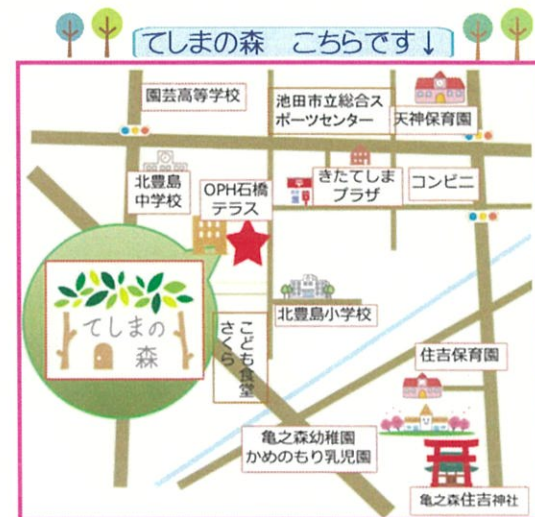 てしまの森 こちらです↓
園芸高等学校
池田市立総合ス
ポーツセンター
天神保育園
北豊島
中学校
OPH石橋
テラス
きたてしま
プラザ
コンビニ
てしまの
森
こども食堂
さくら
北豊島小学校
住吉保育園
亀之森幼稚園
かめのもり乳児園
亀之森住吉神社